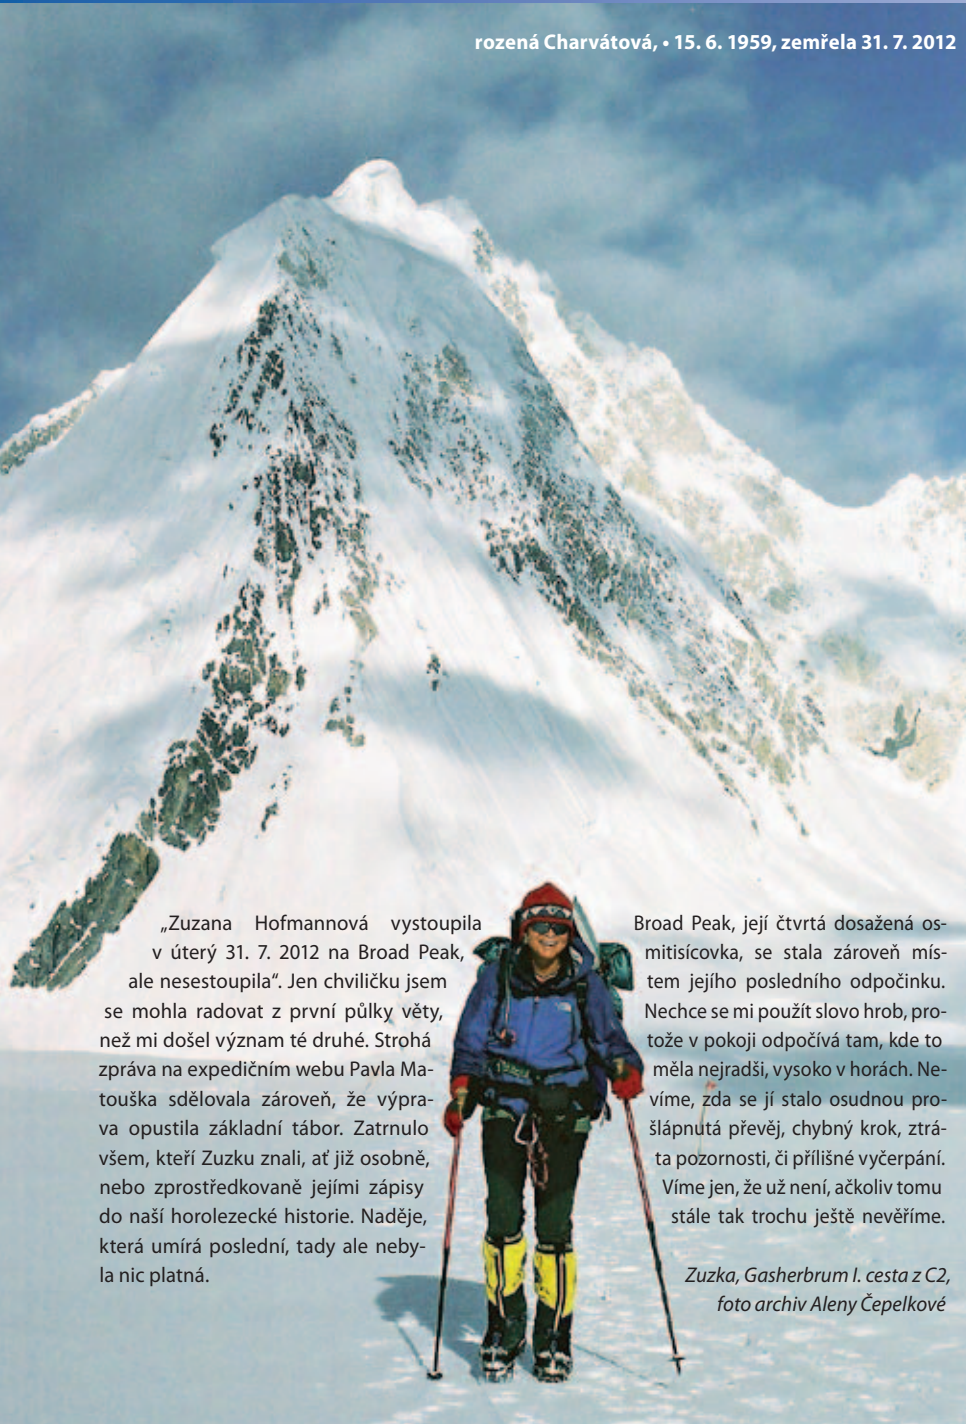 rozená Charvátová, • 15. 6. 1959, zemřela 31. 7. 2012
„Zuzana Hofmannová vystoupila
v úterý 31. 7. 2012 na Broad Peak,
ale nesestoupila“. Jen chviličku jsem
se mohla radovat z první půlky věty,
než mi došel význam té druhé. Strohá
zpráva na expedičním webu Pavla Ma-
touška sdělovala zároveň, že výpra-
va opustila základní tábor. Zatrnulo
všem, kteří Zuzku znali, ať již osobně,
nebo zprostředkovaně jejími zápisy
do naší horolezecké historie. Naděje,
která umírá poslední, tady ale neby-
la nic platná.
Broad Peak, její čtvrtá dosažená os-
mitisícovka, se stala zároveň mís-
tem jejího posledního odpočinku.
Nechce se mi použít slovo hrob, pro-
tože v pokoji odpočívá tam, kde to
měla nejradši, vysoko v horách. Ne-
víme, zda se jí stalo osudnou pro-
šlápnutá převěj, chybný krok, ztrá-
ta pozornosti, či přílišné vyčerpání.
Víme jen, že už není, ačkoliv tomu
stále tak trochu ještě nevěříme.
Zuzka, Gasherbrum I. cesta z C2,
foto archiv Aleny Čepelkové